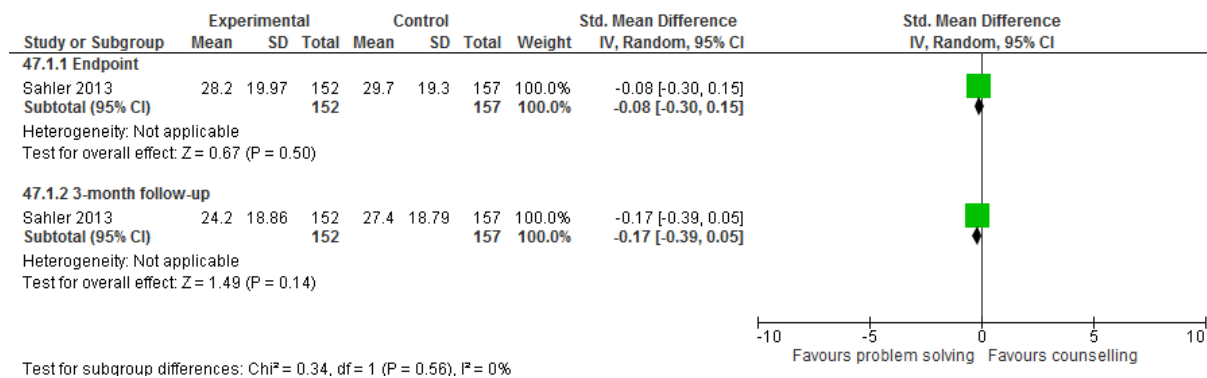 Experimental Control Std. Mean Difference Std. Mean Difference
Study or Subgroup Mean SD Total Mean SD Total Weight IV, Random, 95% CI IV, Random, 95% CI
47.1.1 Endpoint
Sahler 2013 28.2 19.97 152 29.7 19.3 157 100.0% -0.08 [-0.30, 0.15]
Subtotal (95% CI) 152 157 100.0% -0.08 [-0.30, 0.15]
Heterogeneity: Not applicable
Test for overall effect: Z = 0.67 (P = 0.50)
47.1.2 3-month follow-up
Sahler 2013 24.2 18.86 152 27.4 18.79 157 100.0% -0.17 [-0.39, 0.05]
Subtotal (95% CI) 152 157 100.0% -0.17 [-0.39, 0.05]
Heterogeneity: Not applicable
Test for overall effect: Z = 1.49 (P = 0.14)
-10 -5 0 5 10
Favours problem solving Favours counselling
Test for subgroup differences: Chi² = 0.34, df = 1 (P = 0.56), I² = 0%